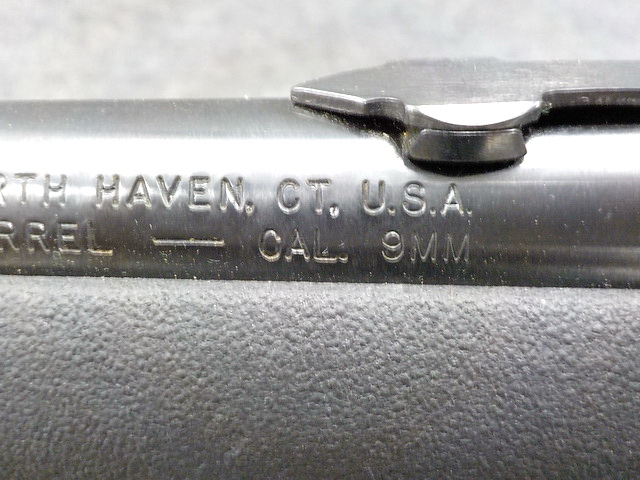 RTH HAVEN, CT, U.S.A.
RREL — CAL. 9MM